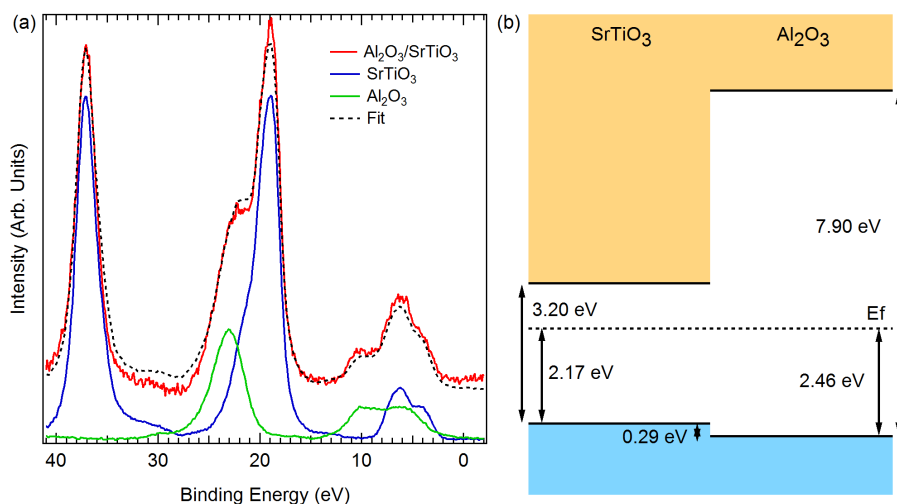 (a)
Intensity (Arb. Units)
Al₂O₃/SrTiO₃
SrTiO₃
Al₂O₃
Fit
40
30
20
10
0
Binding Energy (eV)
(b)
SrTiO₃
Al₂O₃
7.90 eV
3.20 eV
Ef
2.17 eV
2.46 eV
0.29 eV